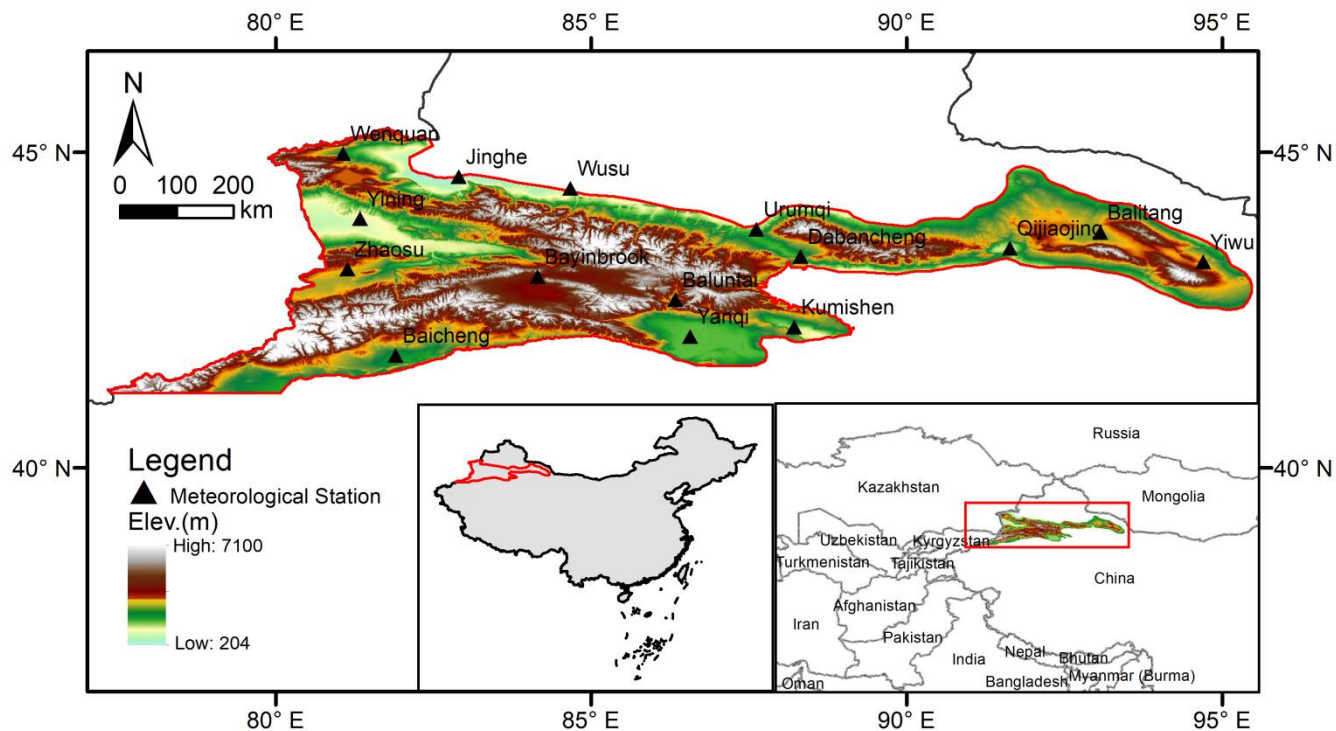 80° E 85° E 90° E 95° E
N
45° N
45° N
0 100 200
km
Wenquan
Jinghe
Wusu
Yining
Urumqi
Dabancheng
Qijiaojing
Balitang
Yiwu
Zhaosu
Bayinbrook
Baluntai
Kumishen
Yanqi
Baicheng
40° N
40° N
Legend
Meteorological Station
Elev.(m)
High: 7100
Low: 204
Russia
Kazakhstan
Mongolia
Uzbekistan
Kyrgyzstan
Turkmenistan
Tajikistan
China
Afghanistan
Iran
Pakistan
India
Nepal
Bhutan
Oman
Bangladesh
Myanmar (Burma)
80° E 85° E 90° E 95° E